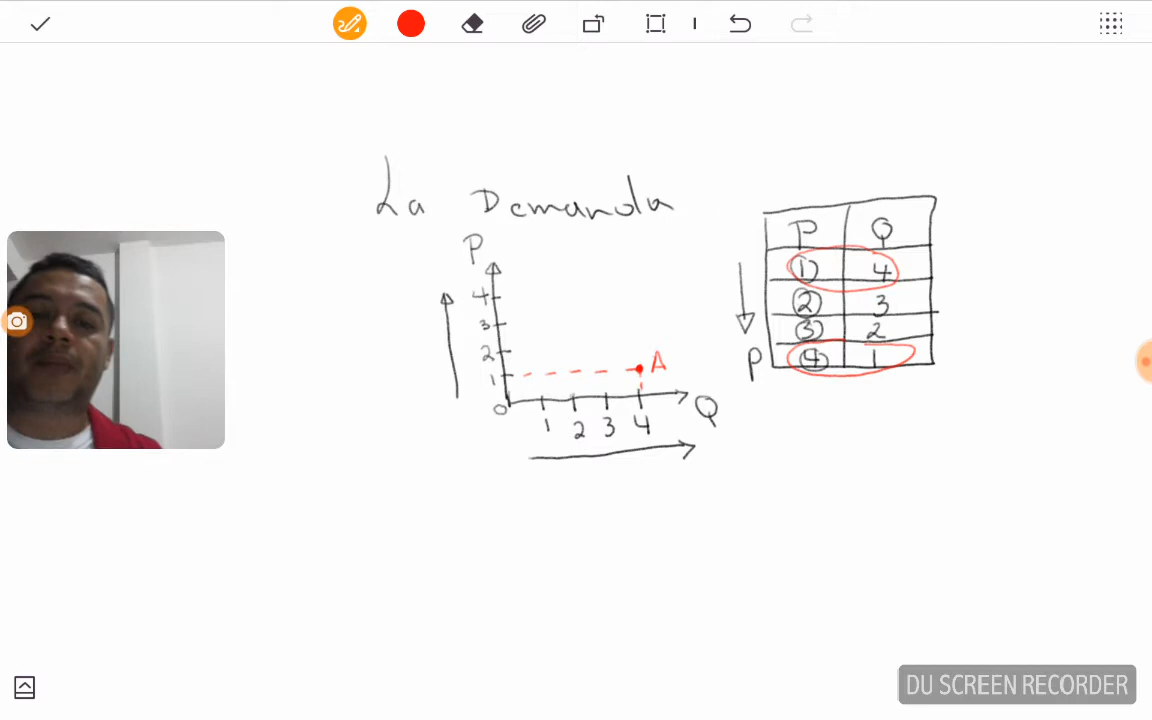 La Demanda
P
4
3
2
1
0
A
1 2 3 4
Q
P Q
1 4
2 3
3 2
4 1
P
DU SCREEN RECORDER